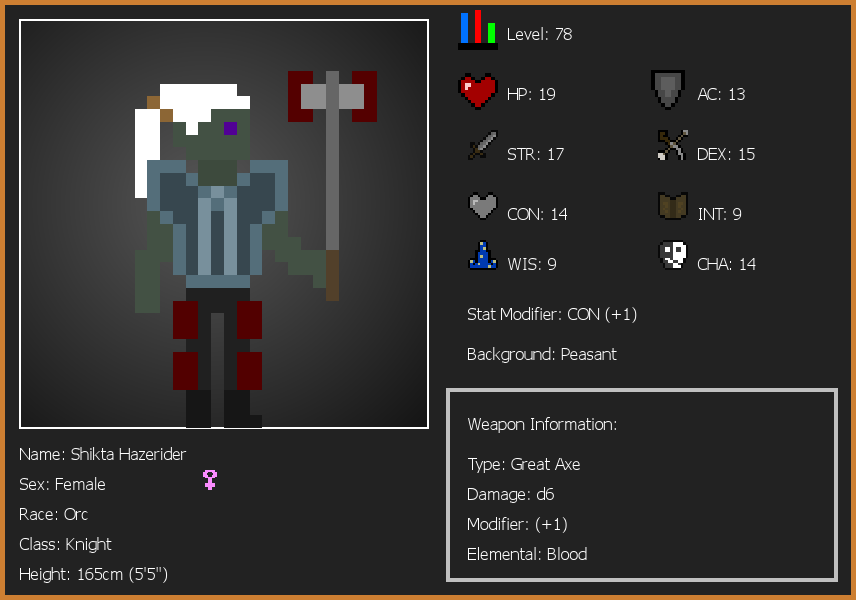 Level: 78
HP: 19
AC: 13
STR: 17
DEX: 15
CON: 14
INT: 9
WIS: 9
CHA: 14
Stat Modifier: CON (+1)
Background: Peasant
Weapon Information:
Type: Great Axe
Damage: d6
Modifier: (+1)
Elemental: Blood
Name: Shikta Hazerider
Sex: Female
Race: Orc
Class: Knight
Height: 165cm (5'5")